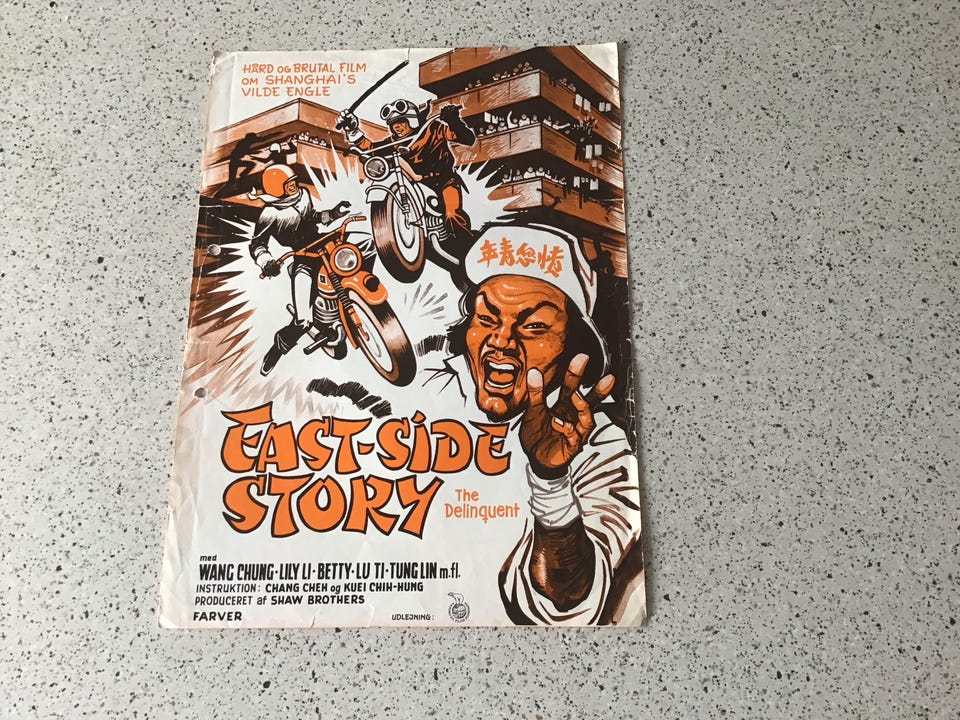 HÅRD OG BRUTAL FILM
OM SHANGHAI'S
VILDE ENGLE
年青怒憤
EAST-SIDE
STORY
The
Delinquent
med
WANG CHUNG·LILY LI·BETTY·LU TI·TUNG LIN m.fl.
INSTRUKTION: CHANG CHEH og KUEI CHIH-HUNG
PRODUCERET af SHAW BROTHERS
FARVER
UDLEJNING: